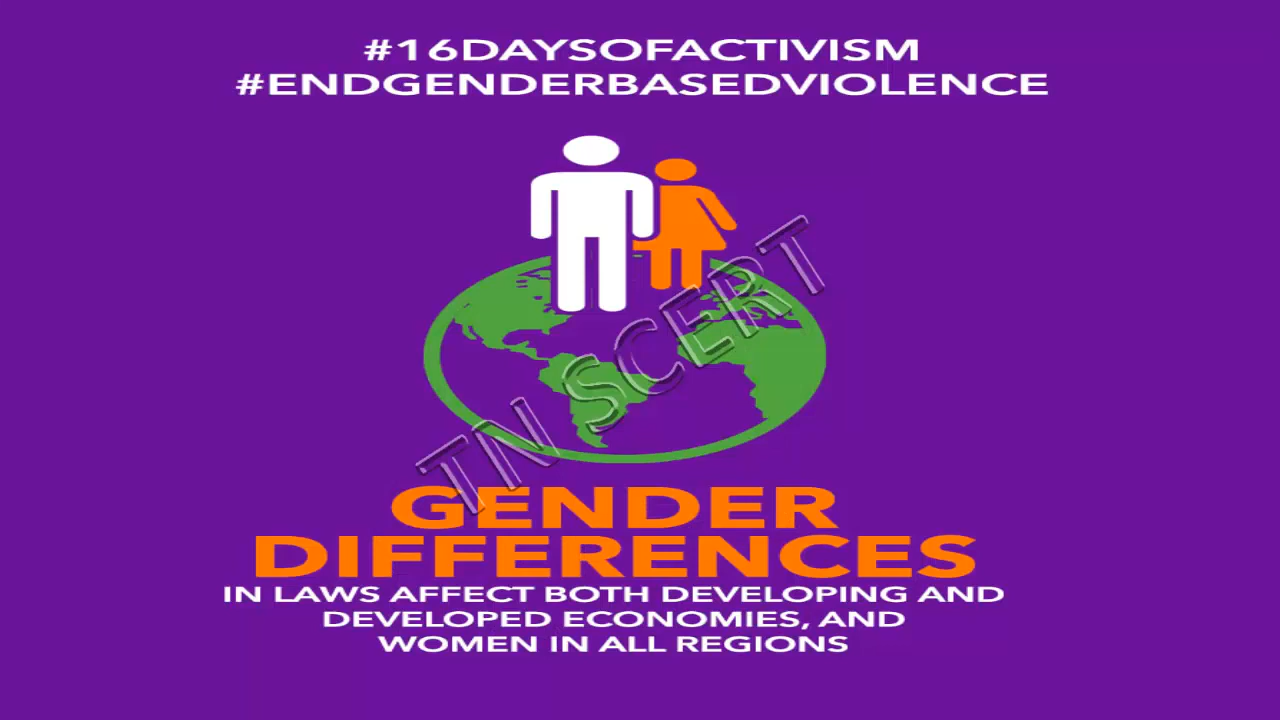 #16DAYSOFACTIVISM
#ENDGENDERBASEDVIOLENCE
TN SCERT
GENDER
DIFFERENCES
IN LAWS AFFECT BOTH DEVELOPING AND
DEVELOPED ECONOMIES, AND
WOMEN IN ALL REGIONS